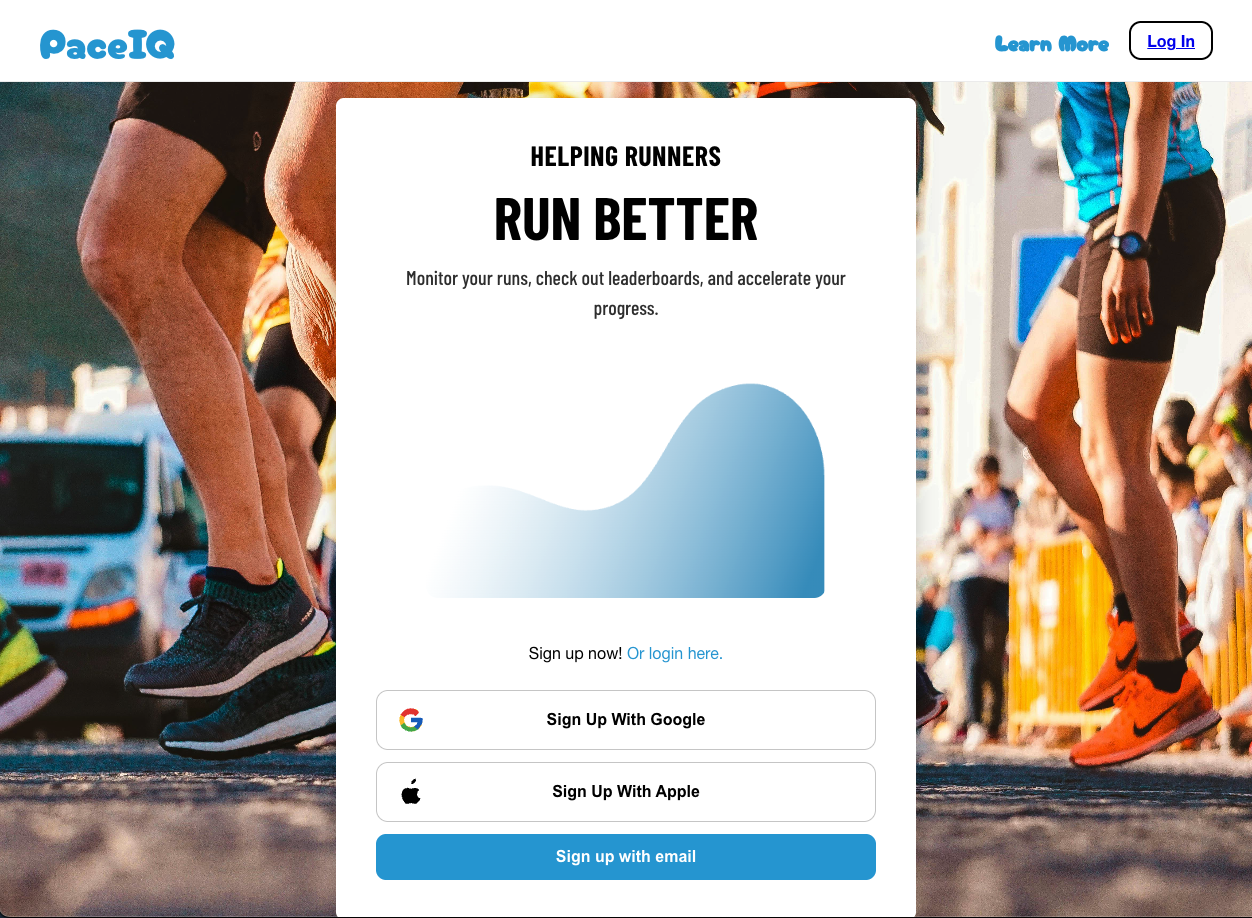 PaceIQ
Learn More
Log In
HELPING RUNNERS
RUN BETTER
Monitor your runs, check out leaderboards, and accelerate your
progress.
Sign up now! Or login here.
Sign Up With Google
Sign Up With Apple
Sign up with email